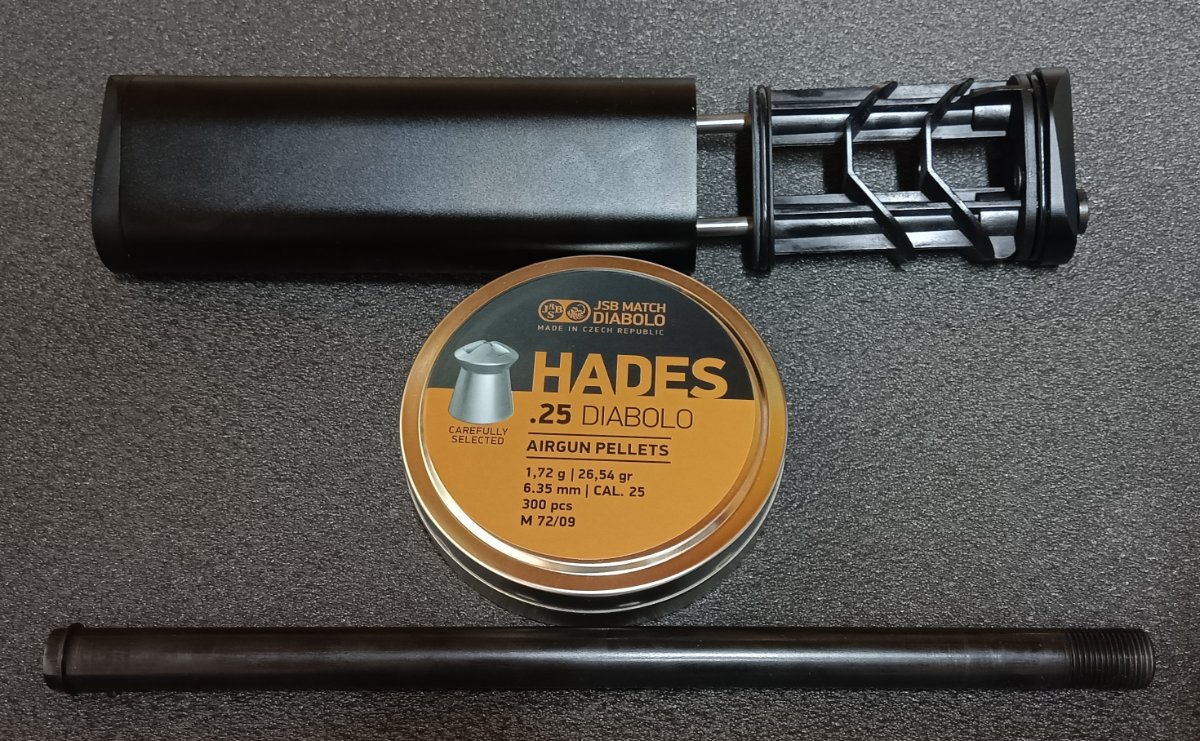 JSB JSB MATCH
DIABOLO
MADE IN CZECH REPUBLIC
HADES
.25 DIABOLO
CAREFULLY
SELECTED
AIRGUN PELLETS
1,72 g | 26,54 gr
6.35 mm | CAL. 25
300 pcs
M 72/09